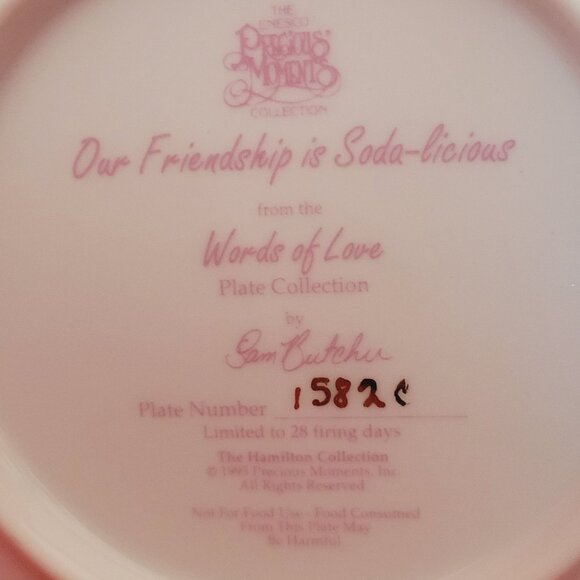 THE
ENESCO
PRECIOUS
MOMENTS
COLLECTION
Our Friendship is Soda-licious
from the
Words of Love
Plate Collection
by
Sam Butcher
Plate Number 1582C
Limited to 28 firing days
The Hamilton Collection
© 1995 Precious Moments, Inc.
All Rights Reserved
Not For Food Use - Food Consumed
From This Plate May
Be Harmful